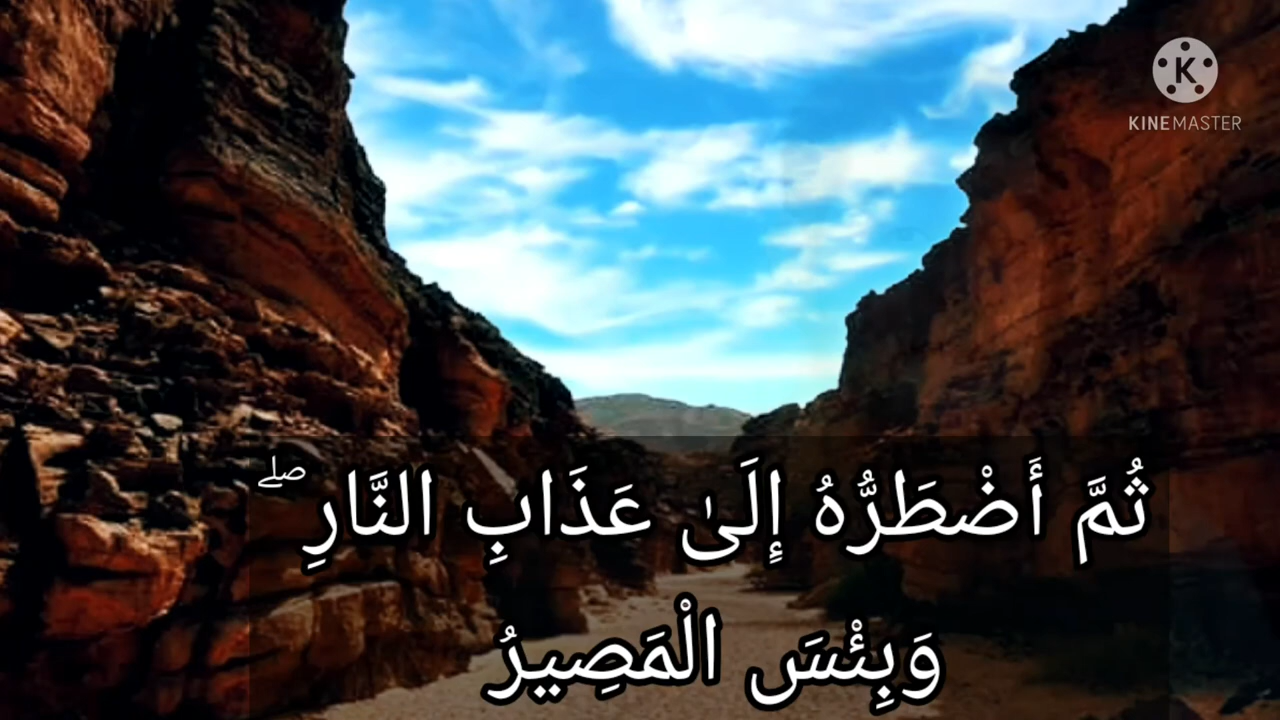 KINEMASTER
ثُمَّ أَضْطَرُّهُ إِلَىٰ عَذَابِ النَّارِ ۖ
وَبِئْسَ الْمَصِيرُ